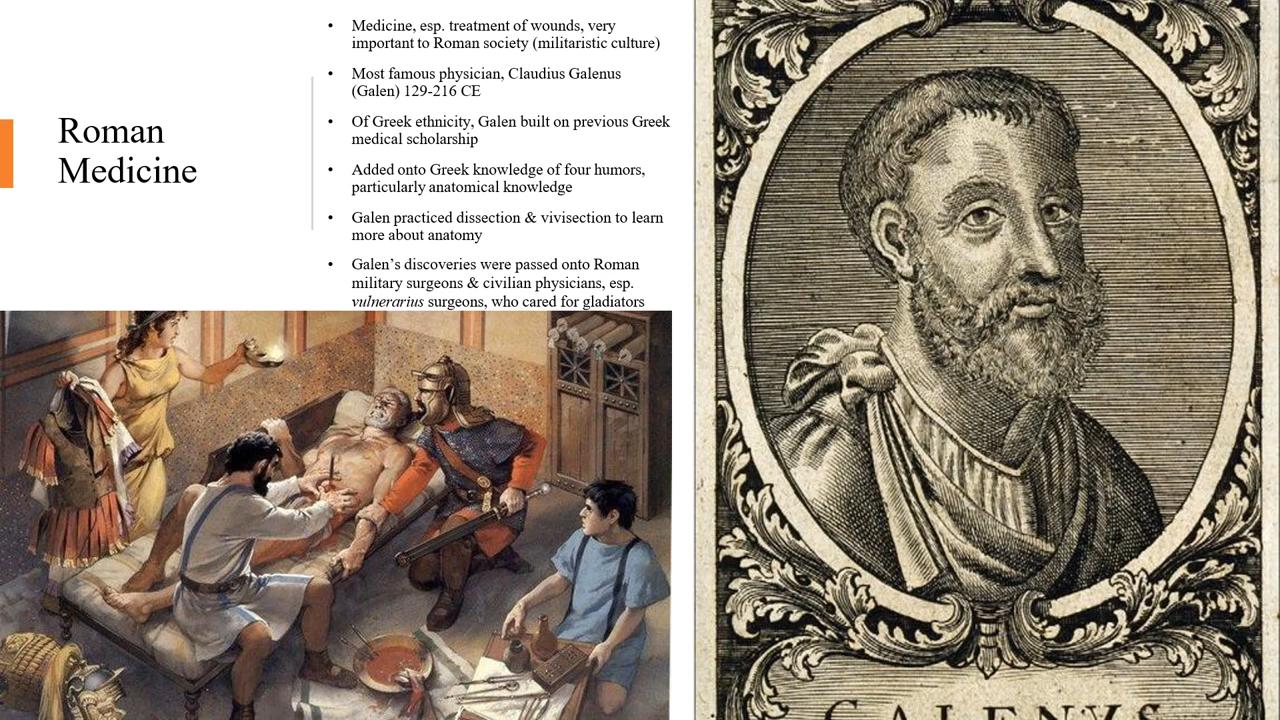 Roman
Medicine
• Medicine, esp. treatment of wounds, very
important to Roman society (militaristic culture)
• Most famous physician, Claudius Galenus
(Galen) 129-216 CE
• Of Greek ethnicity, Galen built on previous Greek
medical scholarship
• Added onto Greek knowledge of four humors,
particularly anatomical knowledge
• Galen practiced dissection & vivisection to learn
more about anatomy
• Galen’s discoveries were passed onto Roman
military surgeons & civilian physicians, esp.
vulnerarius surgeons, who cared for gladiators
GALENVS